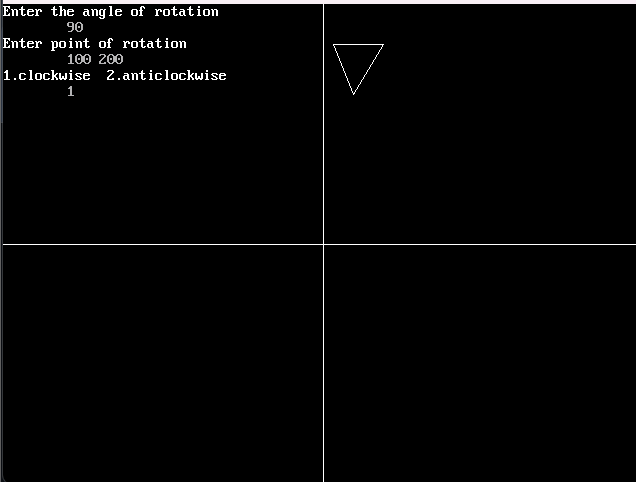 Enter the angle of rotation
90
Enter point of rotation
100 200
1.clockwise  2.anticlockwise
1